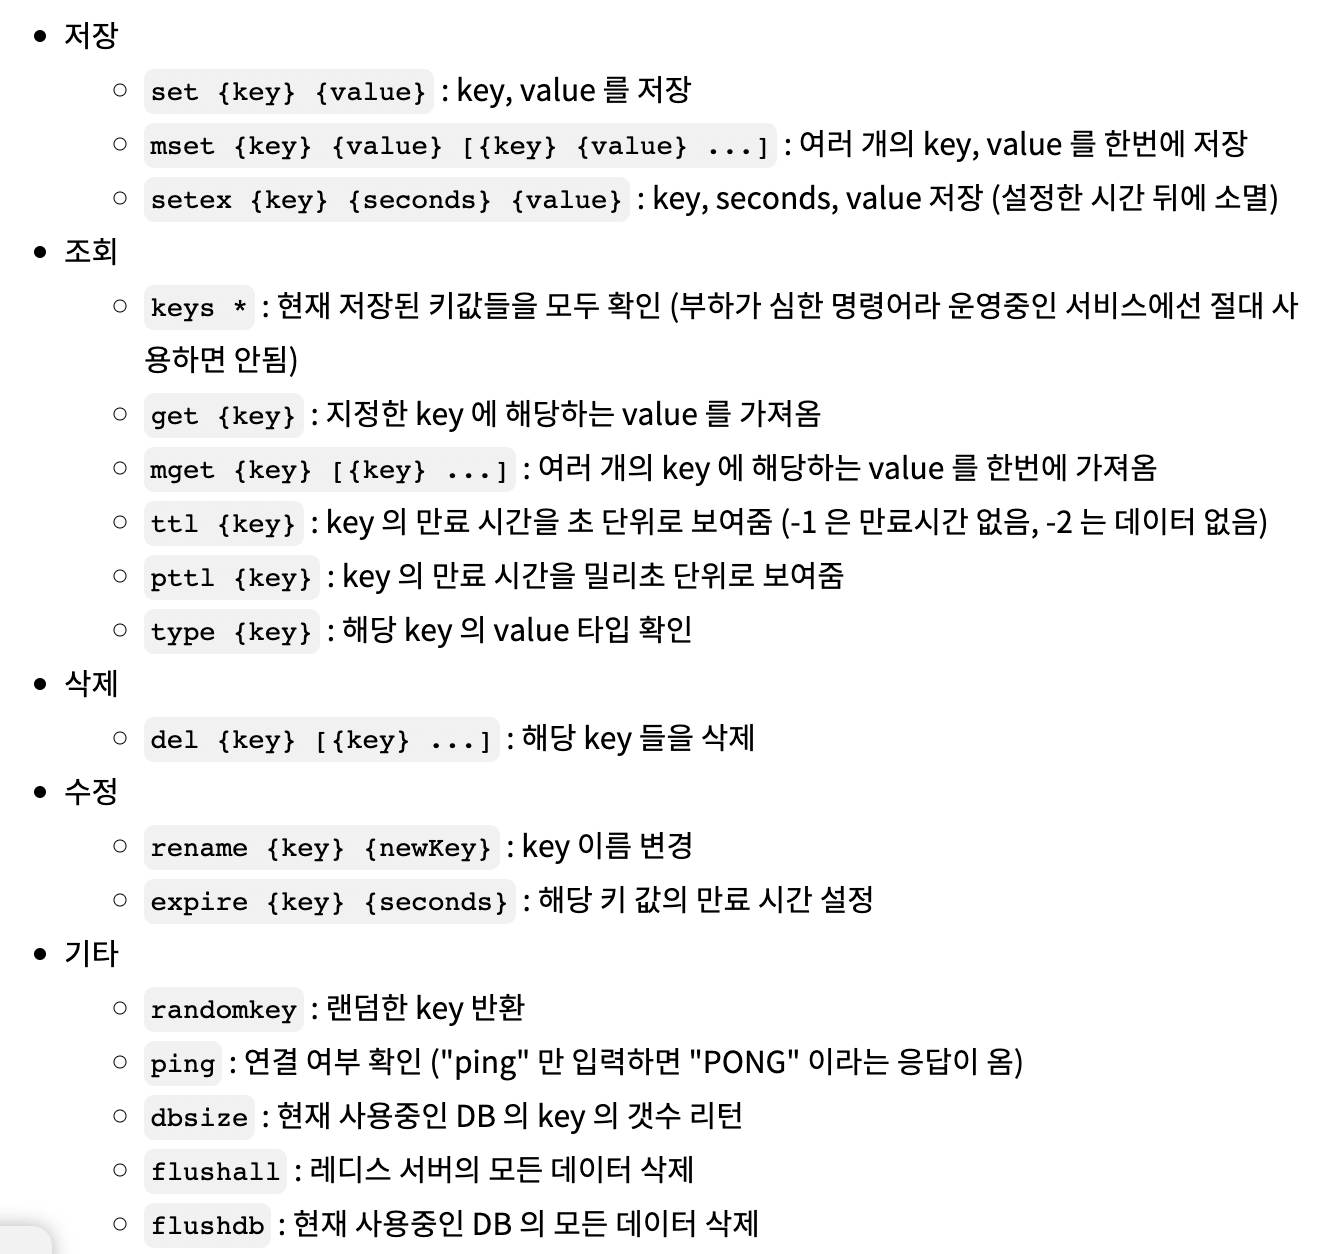 저장
set {key} {value} : key, value 를 저장
mset {key} {value} [{key} {value} ...] : 여러 개의 key, value 를 한번에 저장
setex {key} {seconds} {value} : key, seconds, value 저장 (설정한 시간 뒤에 소멸)
조회
keys * : 현재 저장된 키값들을 모두 확인 (부하가 심한 명령어라 운영중인 서비스에선 절대 사
용하면 안됨)
get {key} : 지정한 key 에 해당하는 value 를 가져옴
mget {key} [{key} ...] : 여러 개의 key 에 해당하는 value 를 한번에 가져옴
ttl {key} : key 의 만료 시간을 초 단위로 보여줌 (-1 은 만료시간 없음, -2 는 데이터 없음)
pttl {key} : key 의 만료 시간을 밀리초 단위로 보여줌
type {key} : 해당 key 의 value 타입 확인
삭제
del {key} [{key} ...] : 해당 key 들을 삭제
수정
rename {key} {newKey} : key 이름 변경
expire {key} {seconds} : 해당 키 값의 만료 시간 설정
기타
randomkey : 랜덤한 key 반환
ping : 연결 여부 확인 ("ping" 만 입력하면 "PONG" 이라는 응답이 옴)
dbsize : 현재 사용중인 DB 의 key 의 갯수 리턴
flushall : 레디스 서버의 모든 데이터 삭제
flushdb : 현재 사용중인 DB 의 모든 데이터 삭제